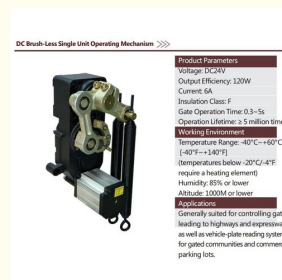 DC Brush-Less Single Unit Operating Mechanism >>>
Product Parameters
Voltage: DC24V
Output Efficiency: 120W
Current: 6A
Insulation Class: F
Gate Operation Time: 0.3~5s
Operation Lifetime: ≥ 5 million time
Working Environment
Temperature Range: -40°C~+60°C
[-40°F~+140°F]
(temperatures below -20°C/-4°F
require a heating element)
Humidity: 85% or lower
Altitude: 1000M or lower
Applications
Generally suited for controlling gat
leading to highways and expresswa
as well as vehicle-plate reading system
for gated communities and commerc
parking lots.